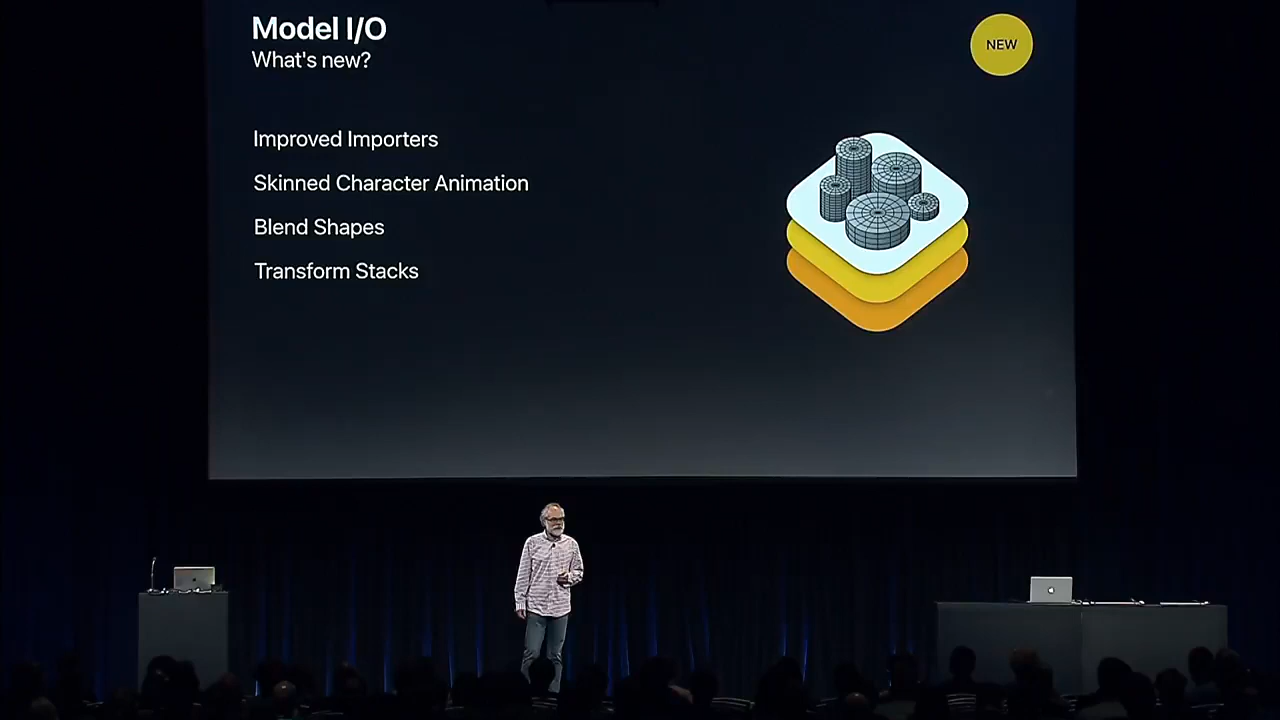 Model I/O
What's new?
NEW
Improved Importers
Skinned Character Animation
Blend Shapes
Transform Stacks